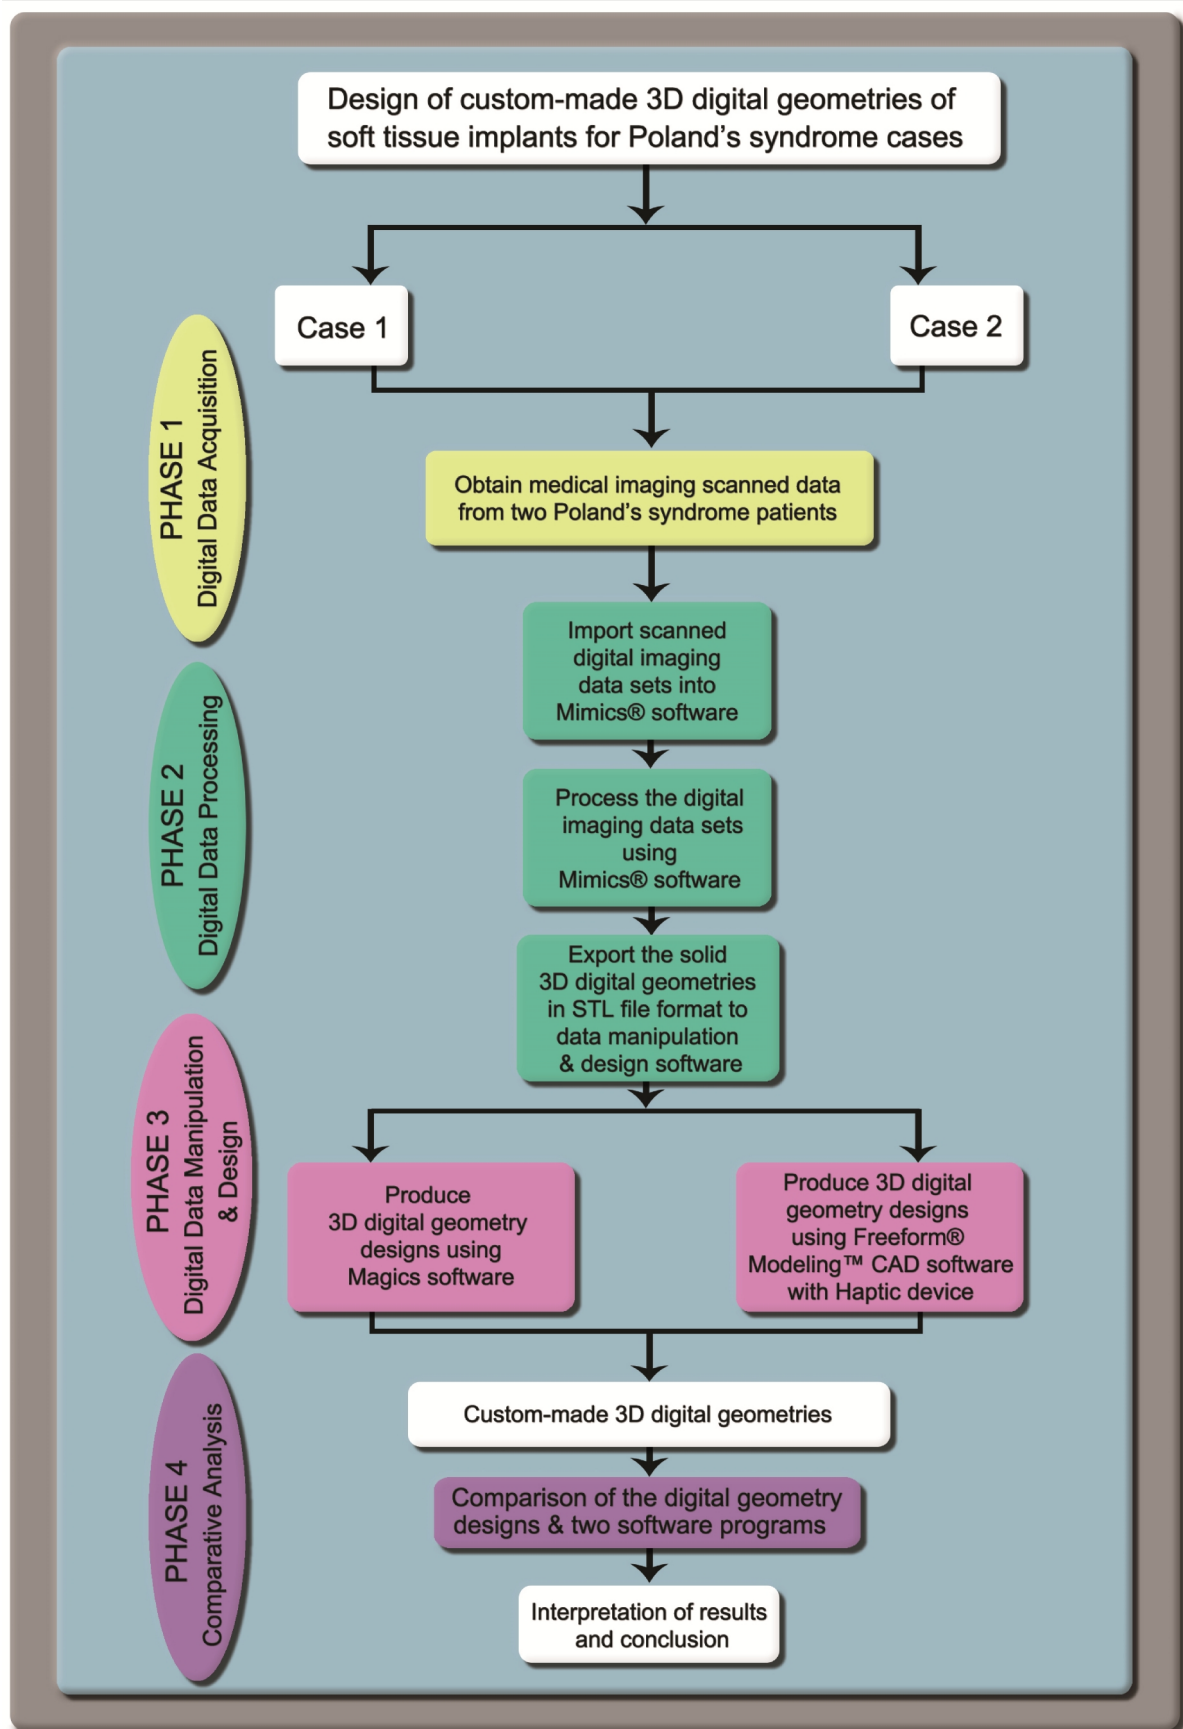 Design of custom-made 3D digital geometries of
soft tissue implants for Poland's syndrome cases
Case 1
Case 2
PHASE 1
Digital Data Acquisition
Obtain medical imaging scanned data
from two Poland's syndrome patients
PHASE 2
Digital Data Processing
Import scanned
digital imaging
data sets into
Mimics® software
Process the digital
imaging data sets
using
Mimics® software
Export the solid
3D digital geometries
in STL file format to
data manipulation
& design software
PHASE 3
Digital Data Manipulation
& Design
Produce
3D digital geometry
designs using
Magics software
Produce 3D digital
geometry designs
using Freeform®
Modeling™ CAD software
with Haptic device
PHASE 4
Comparative Analysis
Custom-made 3D digital geometries
Comparison of the digital geometry
designs & two software programs
Interpretation of results
and conclusion